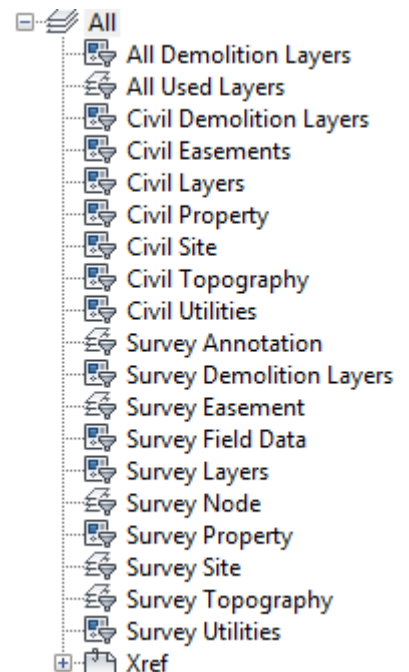 All
All Demolition Layers
All Used Layers
Civil Demolition Layers
Civil Easements
Civil Layers
Civil Property
Civil Site
Civil Topography
Civil Utilities
Survey Annotation
Survey Demolition Layers
Survey Easement
Survey Field Data
Survey Layers
Survey Node
Survey Property
Survey Site
Survey Topography
Survey Utilities
Xref